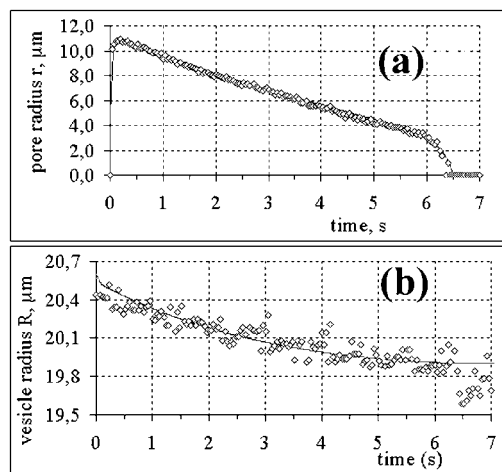 (a)
pore radius r, µm
12,0
10,0
8,0
6,0
4,0
2,0
0,0
0 1 2 3 4 5 6 7
time, s
(b)
vesicle radius R, µm
20,7
20,4
20,1
19,8
19,5
0 1 2 3 4 5 6 7
time (s)